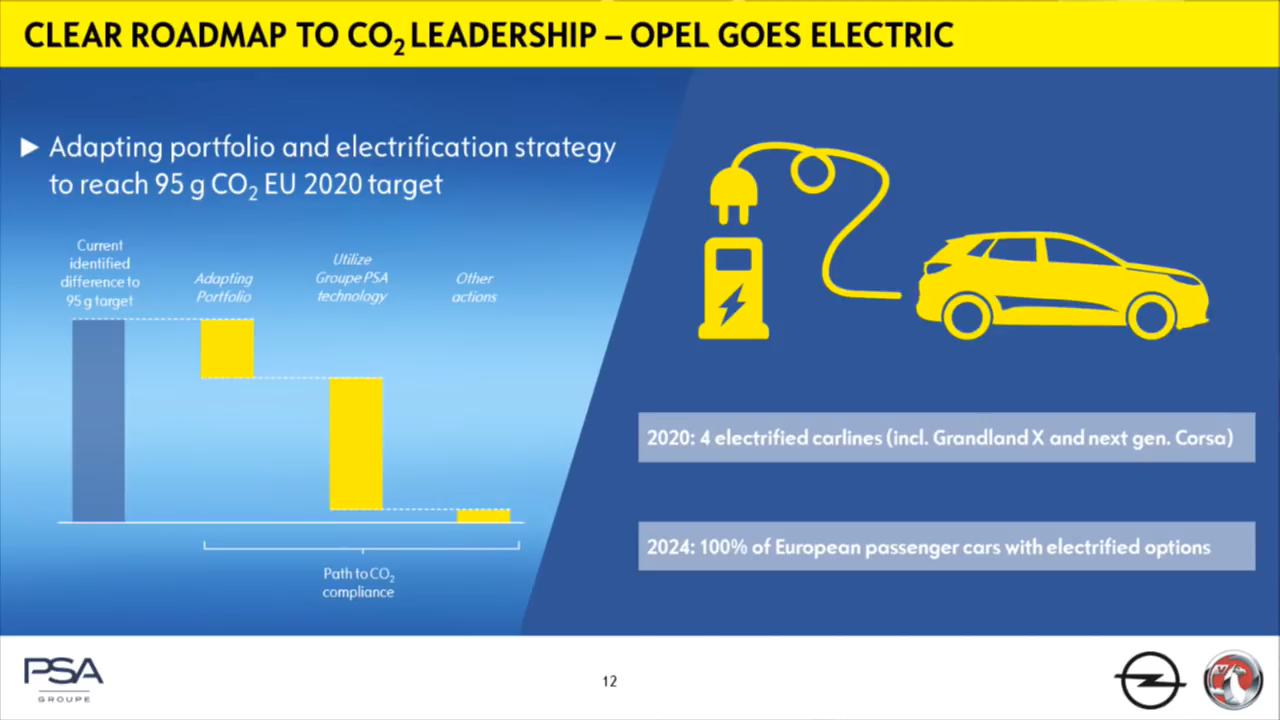 CLEAR ROADMAP TO CO₂ LEADERSHIP – OPEL GOES ELECTRIC
Adapting portfolio and electrification strategy
to reach 95 g CO₂ EU 2020 target
Current
identified
difference to
95 g target
Adapting
Portfolio
Utilize
Groupe PSA
technology
Other
actions
Path to CO₂
compliance
2020: 4 electrified carlines (incl. Grandland X and next gen. Corsa)
2024: 100% of European passenger cars with electrified options
PSA
GROUPE
12